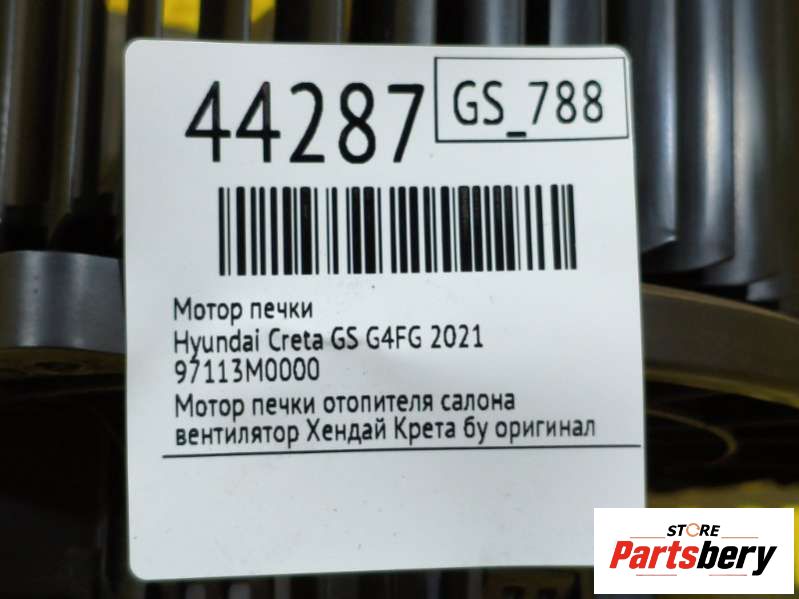 44287
GS_788
Мотор печки
Hyundai Creta GS G4FG 2021
97113M0000
Мотор печки отопителя салона
вентилятор Хендай Крета бу оригинал
STORE
Partsbery